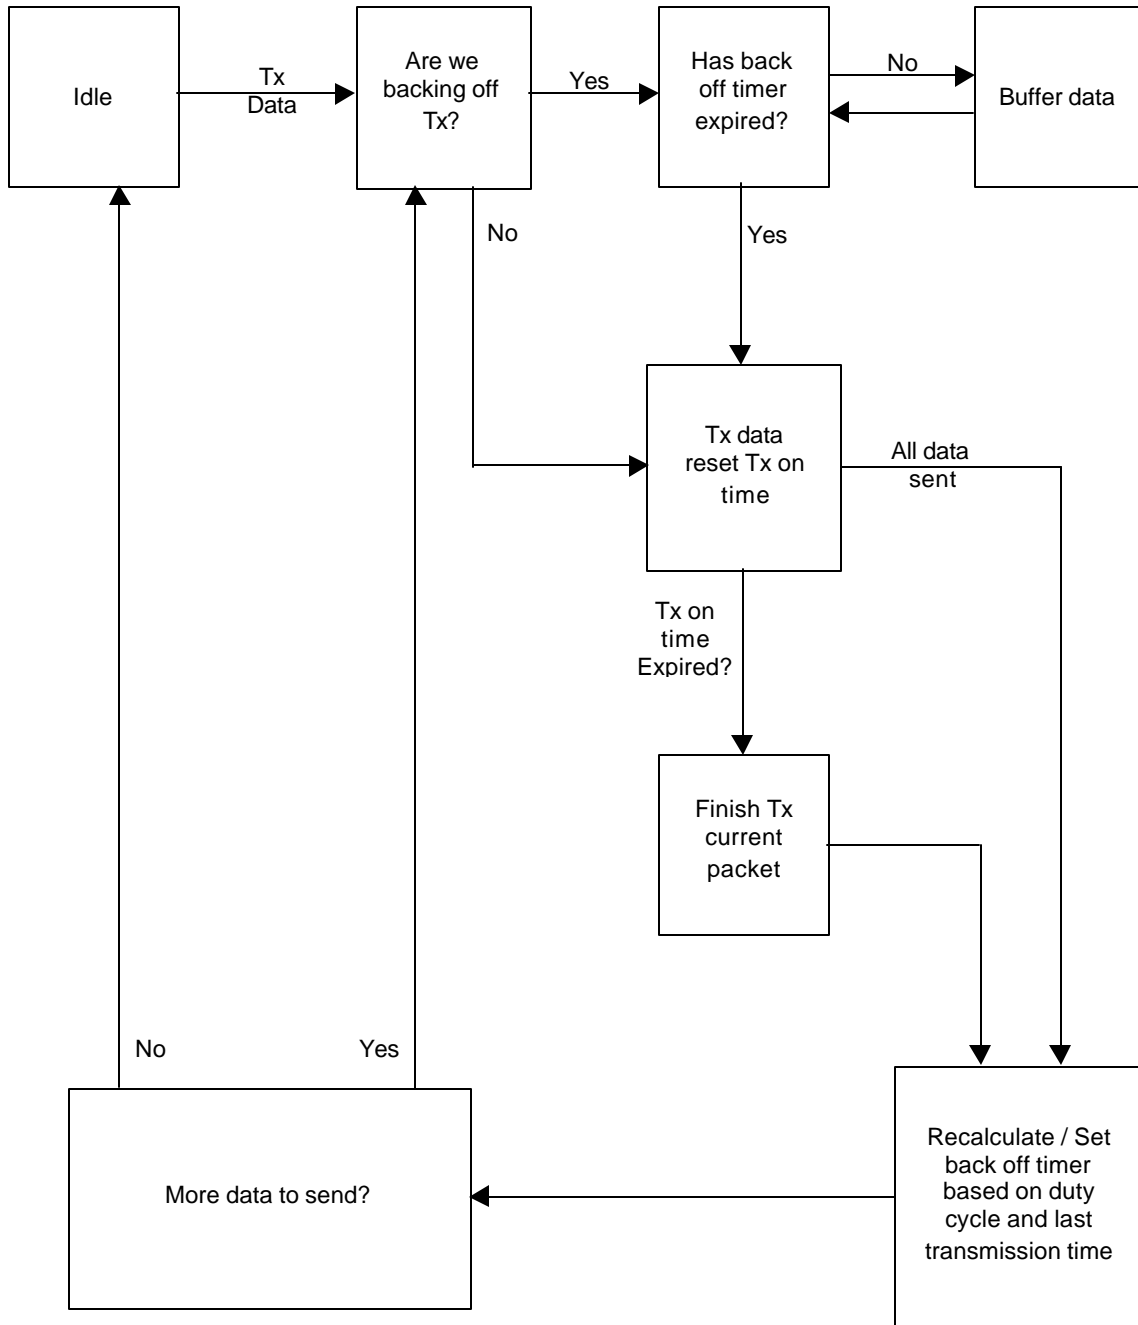 Idle
Tx
Data
Are we
backing off
Tx?
Yes
Has back
off timer
expired?
No
Buffer data
No
Yes
Tx data
reset Tx on
time
All data
sent
Tx on
time
Expired?
Finish Tx
current
packet
No
Yes
More data to send?
Recalculate / Set
back off timer
based on duty
cycle and last
transmission time